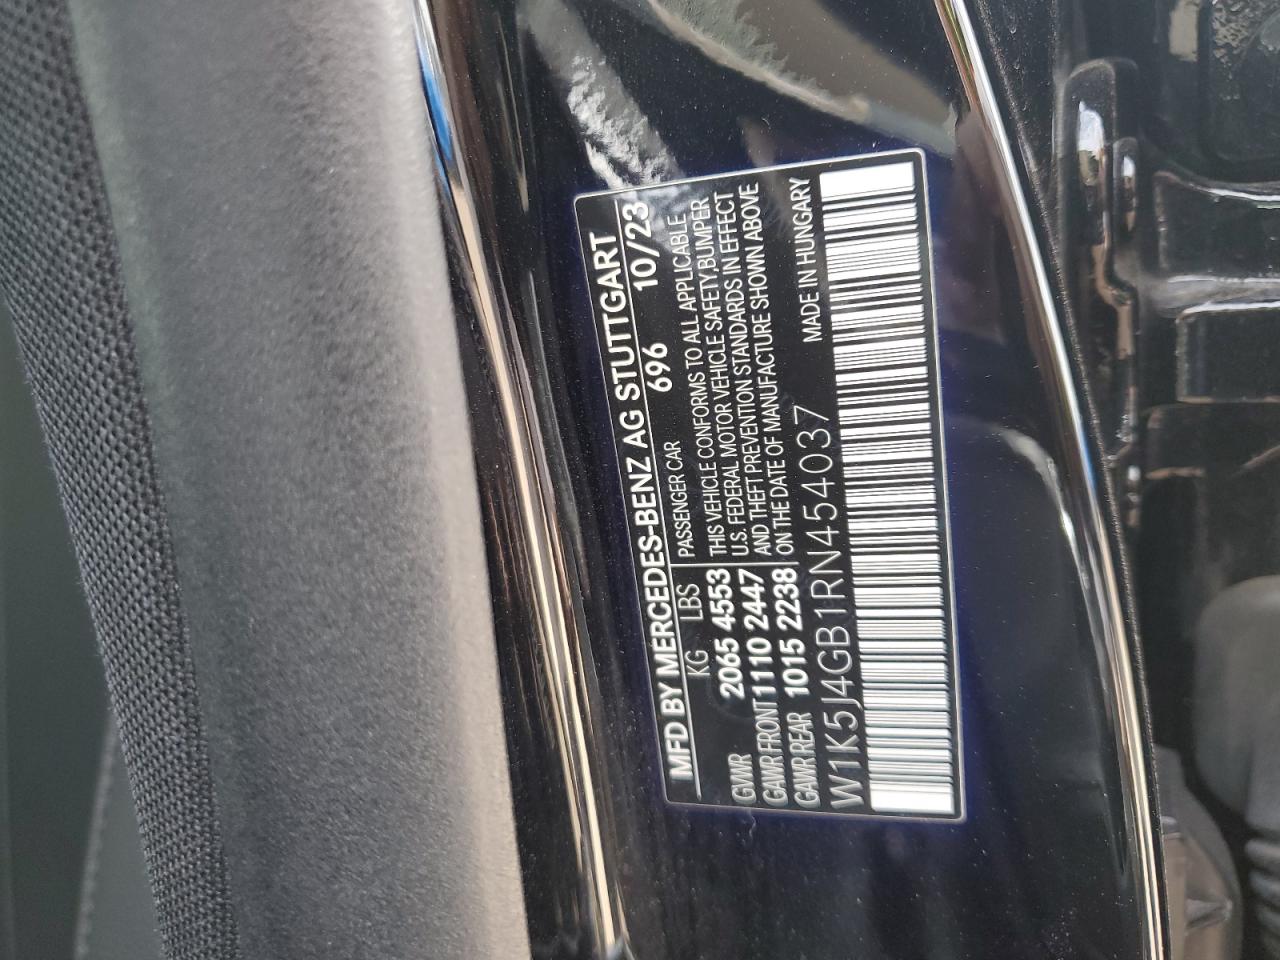 MFD BY MERCEDES-BENZ AG STUTTGART
KG LBS 696 10/23
GVWR 2065 4553
GAWR FRONT 1110 2447
GAWR REAR 1015 2238
PASSENGER CAR
THIS VEHICLE CONFORMS TO ALL APPLICABLE
U.S. FEDERAL MOTOR VEHICLE SAFETY,BUMPER
AND THEFT PREVENTION STANDARDS IN EFFECT
ON THE DATE OF MANUFACTURE SHOWN ABOVE
W1K5J4GB1RN454037 MADE IN HUNGARY